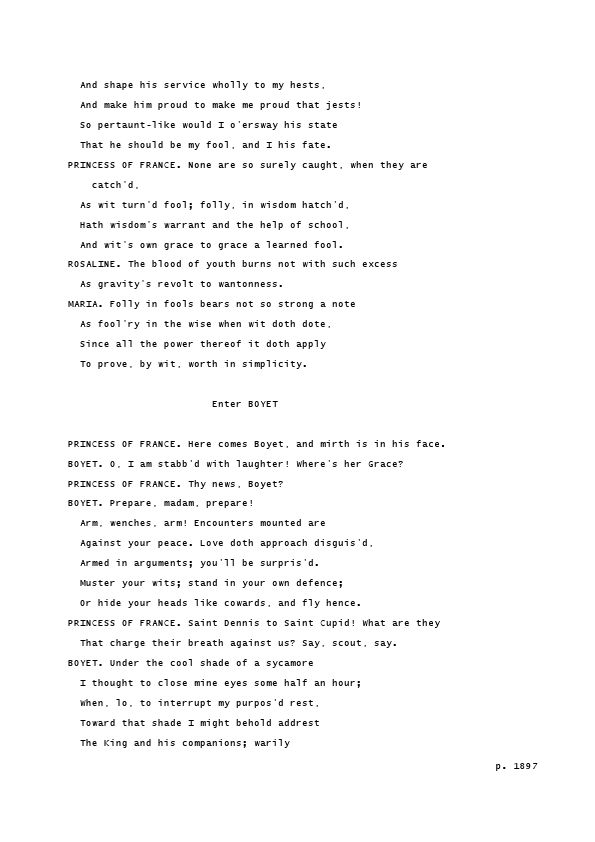 And shape his service wholly to my hests,
And make him proud to make me proud that jests!
So pertaunt-like would I o'ersway his state
That he should be my fool, and I his fate.
PRINCESS OF FRANCE. None are so surely caught, when they are
catch'd,
As wit turn'd fool; folly, in wisdom hatch'd,
Hath wisdom's warrant and the help of school,
And wit's own grace to grace a learned fool.
ROSALINE. The blood of youth burns not with such excess
As gravity's revolt to wantonness.
MARIA. Folly in fools bears not so strong a note
As fool'ry in the wise when wit doth dote,
Since all the power thereof it doth apply
To prove, by wit, worth in simplicity.
Enter BOYET
PRINCESS OF FRANCE. Here comes Boyet, and mirth is in his face.
BOYET. O, I am stabb'd with laughter! Where's her Grace?
PRINCESS OF FRANCE. Thy news, Boyet?
BOYET. Prepare, madam, prepare!
Arm, wenches, arm! Encounters mounted are
Against your peace. Love doth approach disguis'd,
Armed in arguments; you'll be surpris'd.
Muster your wits; stand in your own defence;
Or hide your heads like cowards, and fly hence.
PRINCESS OF FRANCE. Saint Dennis to Saint Cupid! What are they
That charge their breath against us? Say, scout, say.
BOYET. Under the cool shade of a sycamore
I thought to close mine eyes some half an hour;
When, lo, to interrupt my purpos'd rest,
Toward that shade I might behold addrest
The King and his companions; warily
p. 1897